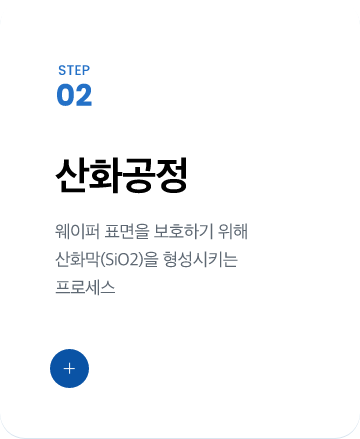 STEP
02
산화공정
웨이퍼 표면을 보호하기 위해
산화막(SiO2)을 형성시키는
프로세스
+